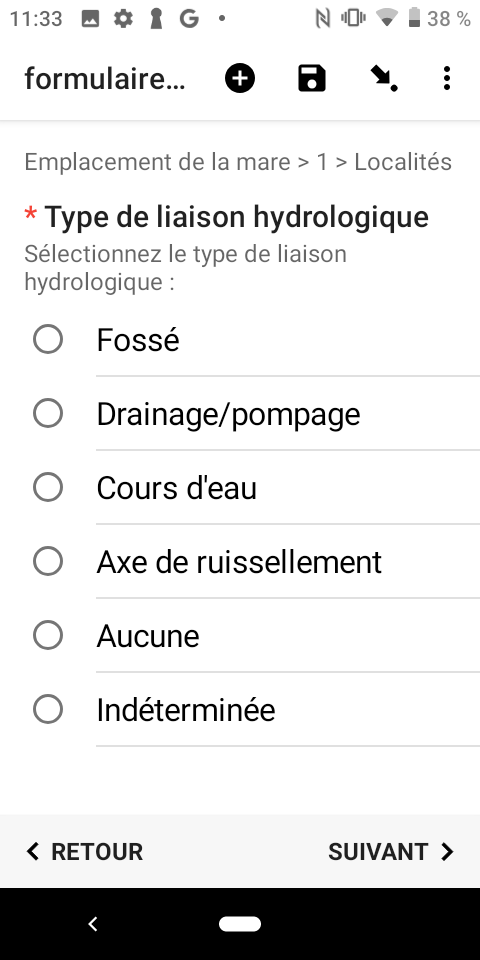 11:33
38 %
formulaire...
Emplacement de la mare > 1 > Localités
* Type de liaison hydrologique
Sélectionnez le type de liaison
hydrologique :
Fossé
Drainage/pompage
Cours d'eau
Axe de ruissellement
Aucune
Indéterminée
RETOUR
SUIVANT